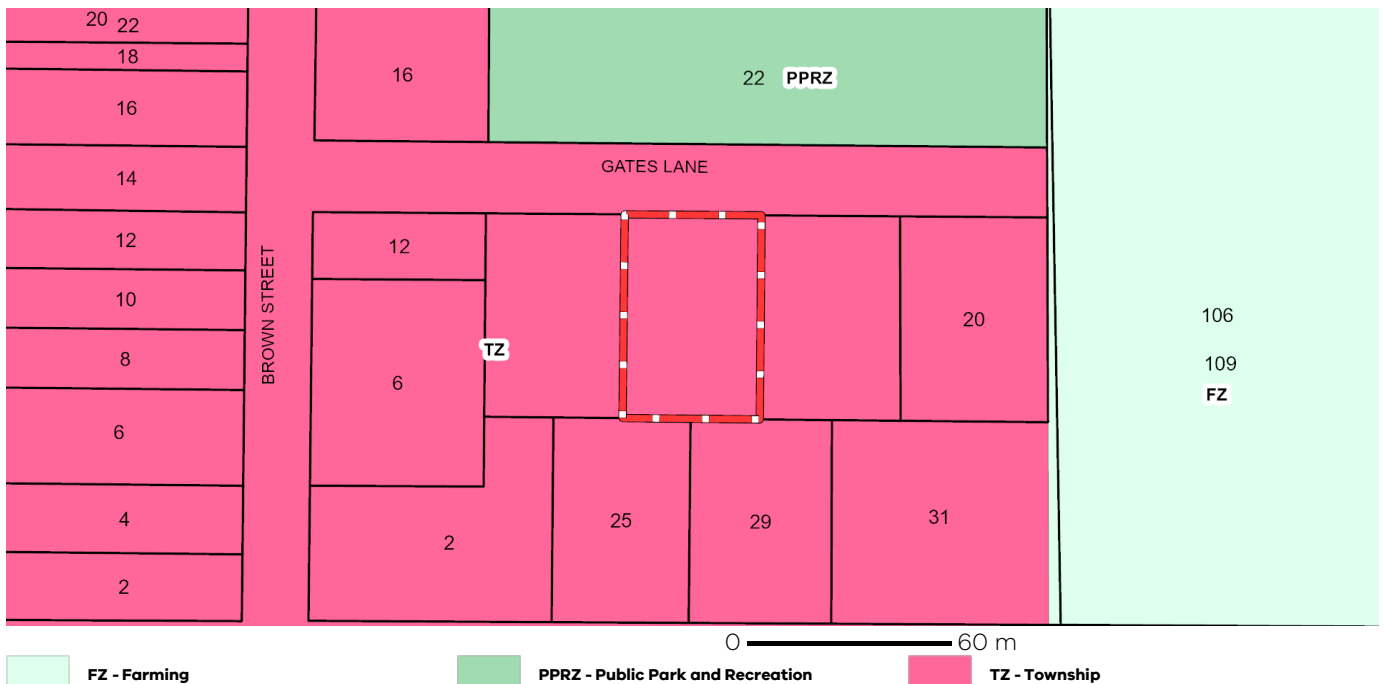 20 22
18
16
14
12
10
8
6
4
2
BROWN STREET
16
22 PPRZ
GATES LANE
12
6
TZ
20
2
25
29
31
106
109
FZ
0 60 m
FZ - Farming
PPRZ - Public Park and Recreation
TZ - Township